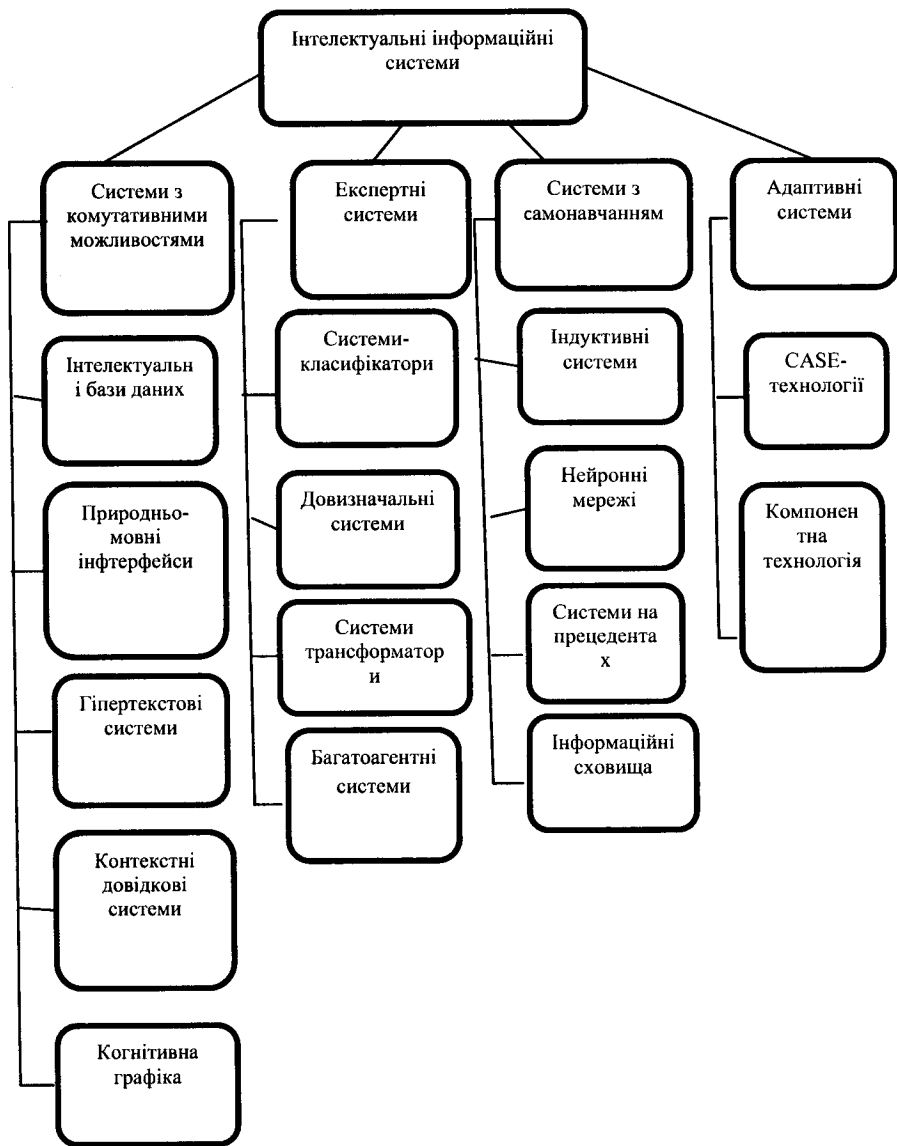 Інтелектуальні інформаційні
системи
Системи з
комутативними
можливостями
Експертні
системи
Системи з
самонавчанням
Адаптивні
системи
Інтелектуальн
і бази даних
Природньо-
мовні
інфтерфейси
Гіпертекстові
системи
Контекстні
довідкові
системи
Когнітивна
графіка
Системи-
класифікатори
Довизначальні
системи
Системи
трансформатор
и
Багатоагентні
системи
Індуктивні
системи
Нейронні
мережі
Системи на
прецедента
х
Інформаційні
сховища
CASE-
технології
Компонен
тна
технологія